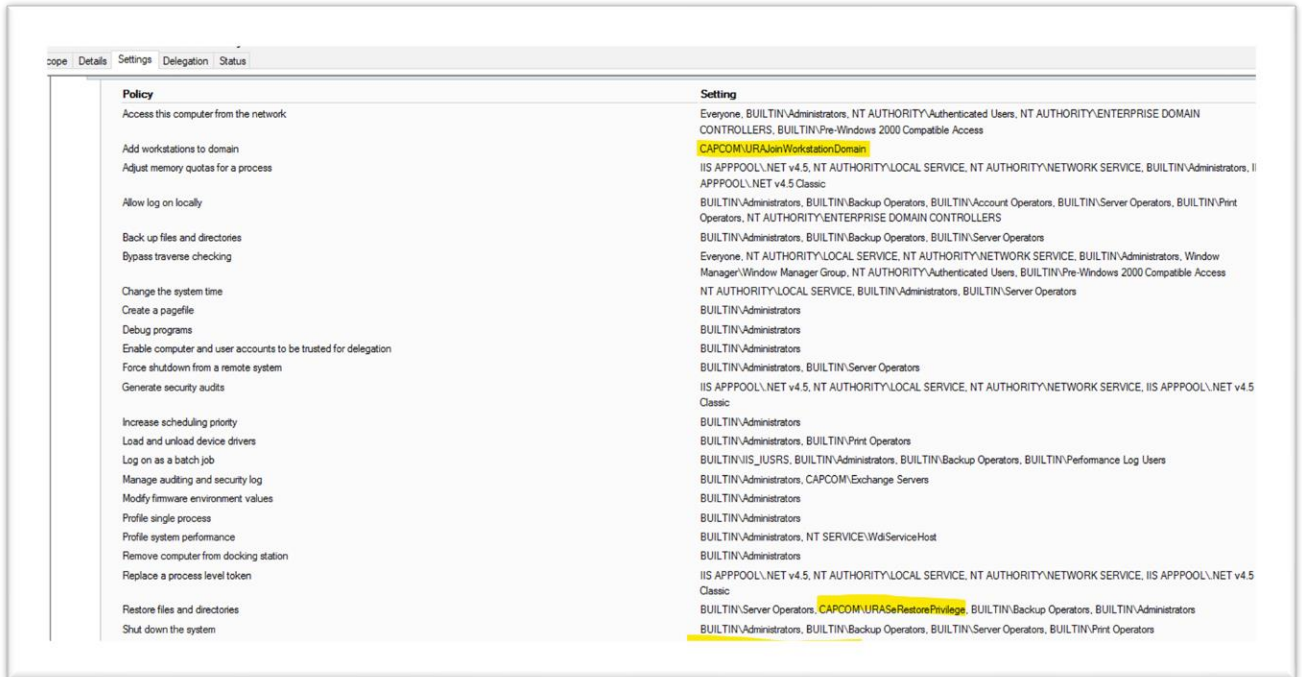 cope Details Settings Delegation Status
Policy Setting
Access this computer from the network Everyone, BUILTIN\Administrators, NT AUTHORITY\Authenticated Users, NT AUTHORITY\ENTERPRISE DOMAIN
CONTROLLERS, BUILTIN\Pre-Windows 2000 Compatible Access
Add workstations to domain CAPCOM\URAJoinWorkstationDomain
Adjust memory quotas for a process IIS APPPOOL\.NET v4.5, NT AUTHORITY\LOCAL SERVICE, NT AUTHORITY\NETWORK SERVICE, BUILTIN\Administrators, II
APPPOOL\.NET v4.5 Classic
Allow log on locally BUILTIN\Administrators, BUILTIN\Backup Operators, BUILTIN\Account Operators, BUILTIN\Server Operators, BUILTIN\Print
Operators, NT AUTHORITY\ENTERPRISE DOMAIN CONTROLLERS
Back up files and directories BUILTIN\Administrators, BUILTIN\Backup Operators, BUILTIN\Server Operators
Bypass traverse checking Everyone, NT AUTHORITY\LOCAL SERVICE, NT AUTHORITY\NETWORK SERVICE, BUILTIN\Administrators, Window
Manager\Window Manager Group, NT AUTHORITY\Authenticated Users, BUILTIN\Pre-Windows 2000 Compatible Access
Change the system time NT AUTHORITY\LOCAL SERVICE, BUILTIN\Administrators, BUILTIN\Server Operators
Create a pagefile BUILTIN\Administrators
Debug programs BUILTIN\Administrators
Enable computer and user accounts to be trusted for delegation BUILTIN\Administrators
Force shutdown from a remote system BUILTIN\Administrators, BUILTIN\Server Operators
Generate security audits IIS APPPOOL\.NET v4.5, NT AUTHORITY\LOCAL SERVICE, NT AUTHORITY\NETWORK SERVICE, IIS APPPOOL\.NET v4.5
Classic
Increase scheduling priority BUILTIN\Administrators
Load and unload device drivers BUILTIN\Administrators, BUILTIN\Print Operators
Log on as a batch job BUILTIN\IIS_IUSRS, BUILTIN\Administrators, BUILTIN\Backup Operators, BUILTIN\Performance Log Users
Manage auditing and security log BUILTIN\Administrators, CAPCOM\Exchange Servers
Modify firmware environment values BUILTIN\Administrators
Profile single process BUILTIN\Administrators
Profile system performance BUILTIN\Administrators, NT SERVICE\WdiServiceHost
Remove computer from docking station BUILTIN\Administrators
Replace a process level token IIS APPPOOL\.NET v4.5, NT AUTHORITY\LOCAL SERVICE, NT AUTHORITY\NETWORK SERVICE, IIS APPPOOL\.NET v4.5
Classic
Restore files and directories BUILTIN\Server Operators, CAPCOM\URASeRestorePrivilege, BUILTIN\Backup Operators, BUILTIN\Administrators
Shut down the system BUILTIN\Administrators, BUILTIN\Backup Operators, BUILTIN\Server Operators, BUILTIN\Print Operators